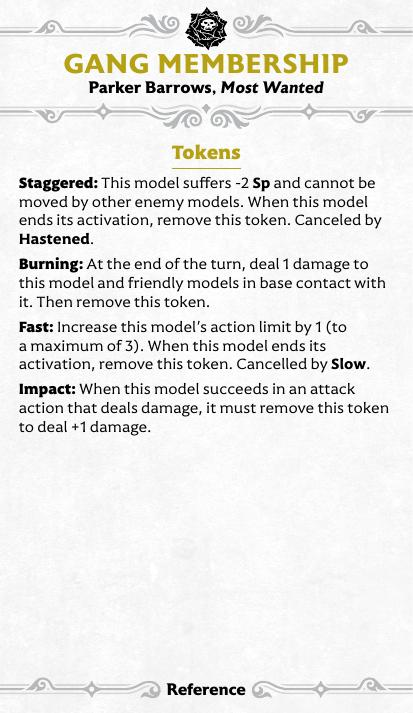 GANG MEMBERSHIP
Parker Barrows, Most Wanted
Tokens
Staggered: This model suffers -2 Sp and cannot be
moved by other enemy models. When this model
ends its activation, remove this token. Canceled by
Hastened.
Burning: At the end of the turn, deal 1 damage to
this model and friendly models in base contact with
it. Then remove this token.
Fast: Increase this model's action limit by 1 (to
a maximum of 3). When this model ends its
activation, remove this token. Cancelled by Slow.
Impact: When this model succeeds in an attack
action that deals damage, it must remove this token
to deal +1 damage.
Reference